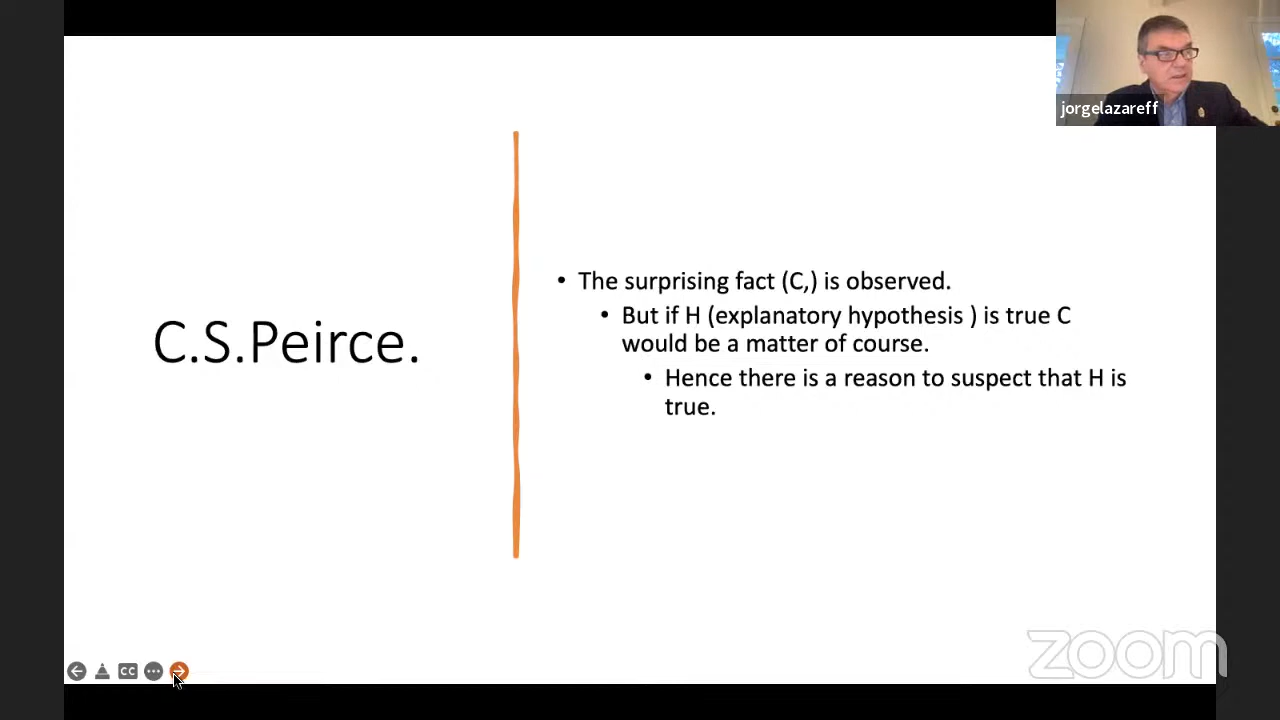 jorgelazareff
C.S.Peirce.
• The surprising fact (C,) is observed.
• But if H (explanatory hypothesis ) is true C
would be a matter of course.
• Hence there is a reason to suspect that H is
true.
CC
zoom